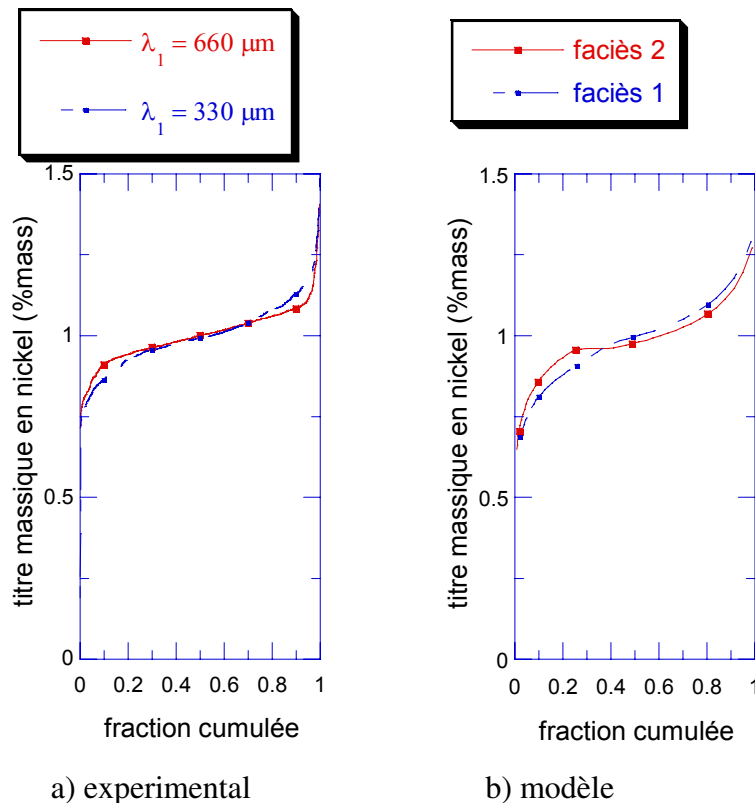 λ1 = 660 µm
λ1 = 330 µm
1.5
1
0.5
0
titre massique en nickel (%mass)
0 0.2 0.4 0.6 0.8 1
fraction cumulée
a) experimental
faciès 2
faciès 1
1.5
1
0.5
0
titre massique en nickel (%mass)
0 0.2 0.4 0.6 0.8 1
fraction cumulée
b) modèle